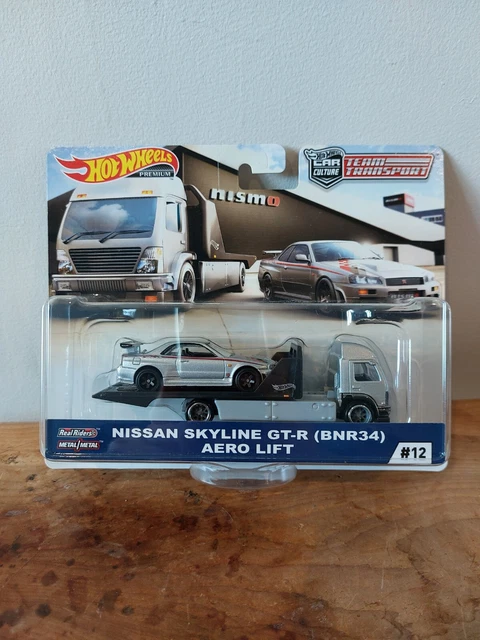 Hot Wheels
PREMIUM
CAR
CULTURE
TEAM
TRANSPORT
nismo
Real Riders
METAL/METAL
NISSAN SKYLINE GT-R (BNR34)
AERO LIFT
#12